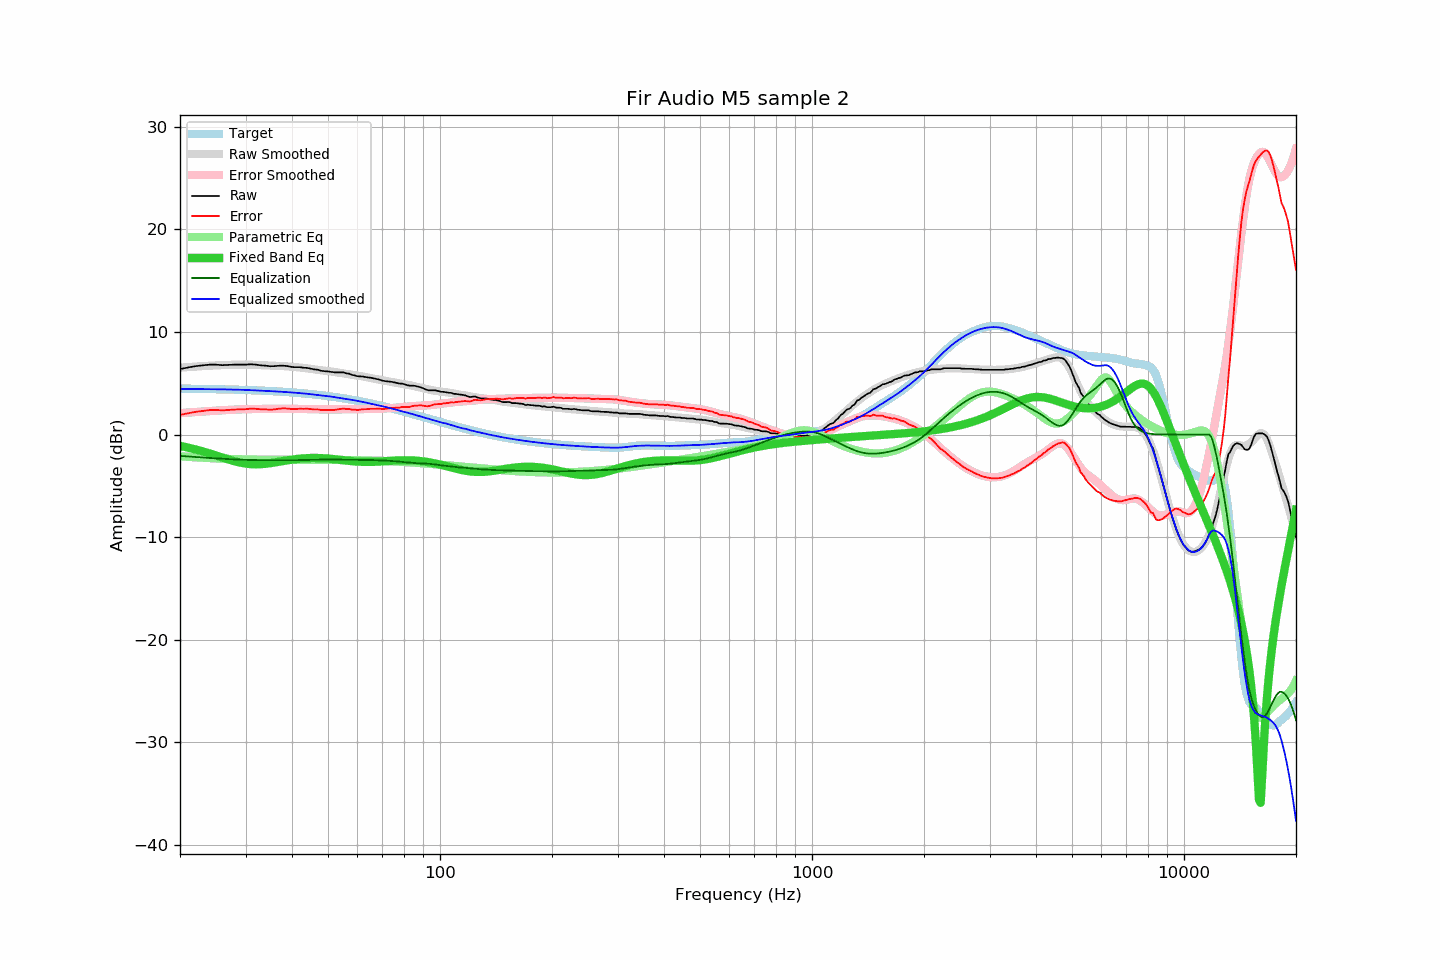 Fir Audio M5 sample 2
Target
Raw Smoothed
Error Smoothed
Raw
Error
Parametric Eq
Fixed Band Eq
Equalization
Equalized smoothed
30
20
10
0
−10
−20
−30
−40
Amplitude (dBr)
100
1000
10000
Frequency (Hz)